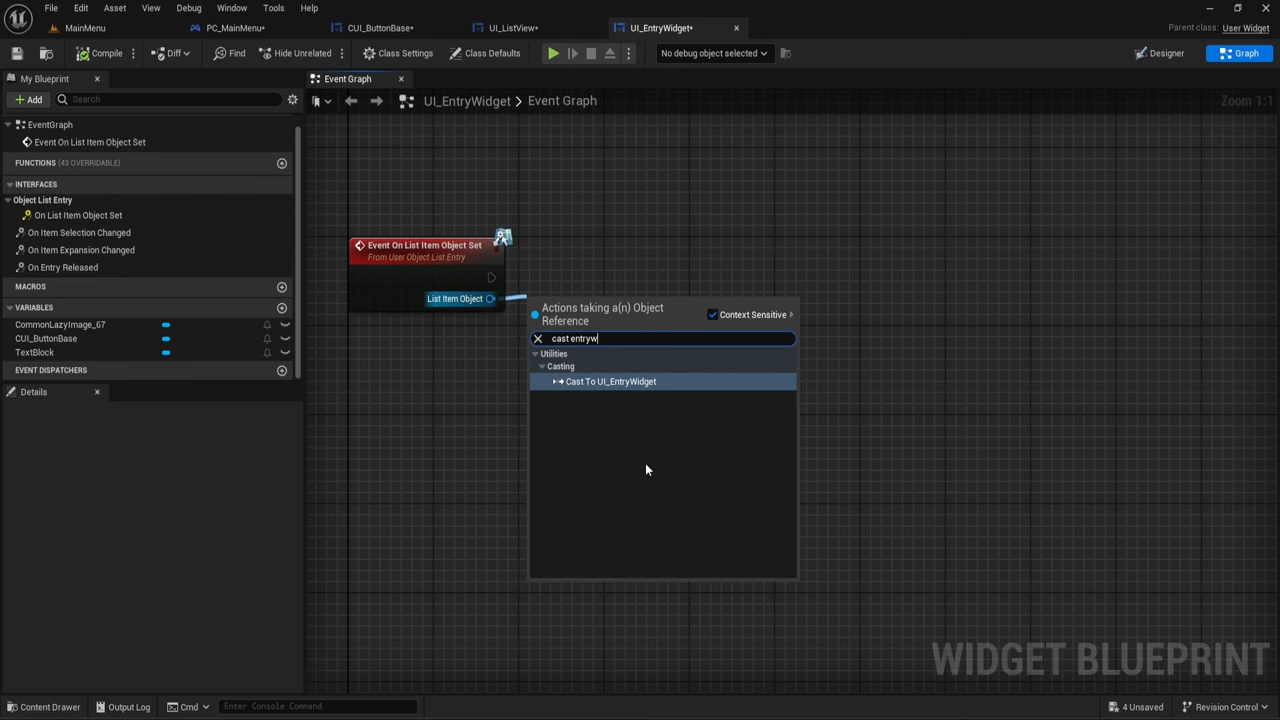 File Edit Asset View Debug Window Tools Help
MainMenu PC_MainMenu* CUI_ButtonBase* UI_ListView* UI_EntryWidget* Parent class: User Widget
Compile Diff Find Hide Unrelated Class Settings Class Defaults No debug object selected Designer Graph
My Blueprint Event Graph
Add Search UI_EntryWidget > Event Graph Zoom 1:1
EventGraph
Event On List Item Object Set
FUNCTIONS (43 OVERRIDABLE)
INTERFACES
Object List Entry
On List Item Object Set
On Item Selection Changed
On Item Expansion Changed
On Entry Released
MACROS
VARIABLES
CommonLazyImage_67
CUI_ButtonBase
TextBlock
EVENT DISPATCHERS
Details
Event On List Item Object Set
From User Object List Entry
List Item Object
Actions taking a(n) Object
Reference
Context Sensitive
cast entryw
Utilities
Casting
Cast To UI_EntryWidget
WIDGET BLUEPRINT
Content Drawer Output Log Cmd Enter Console Command 4 Unsaved Revision Control